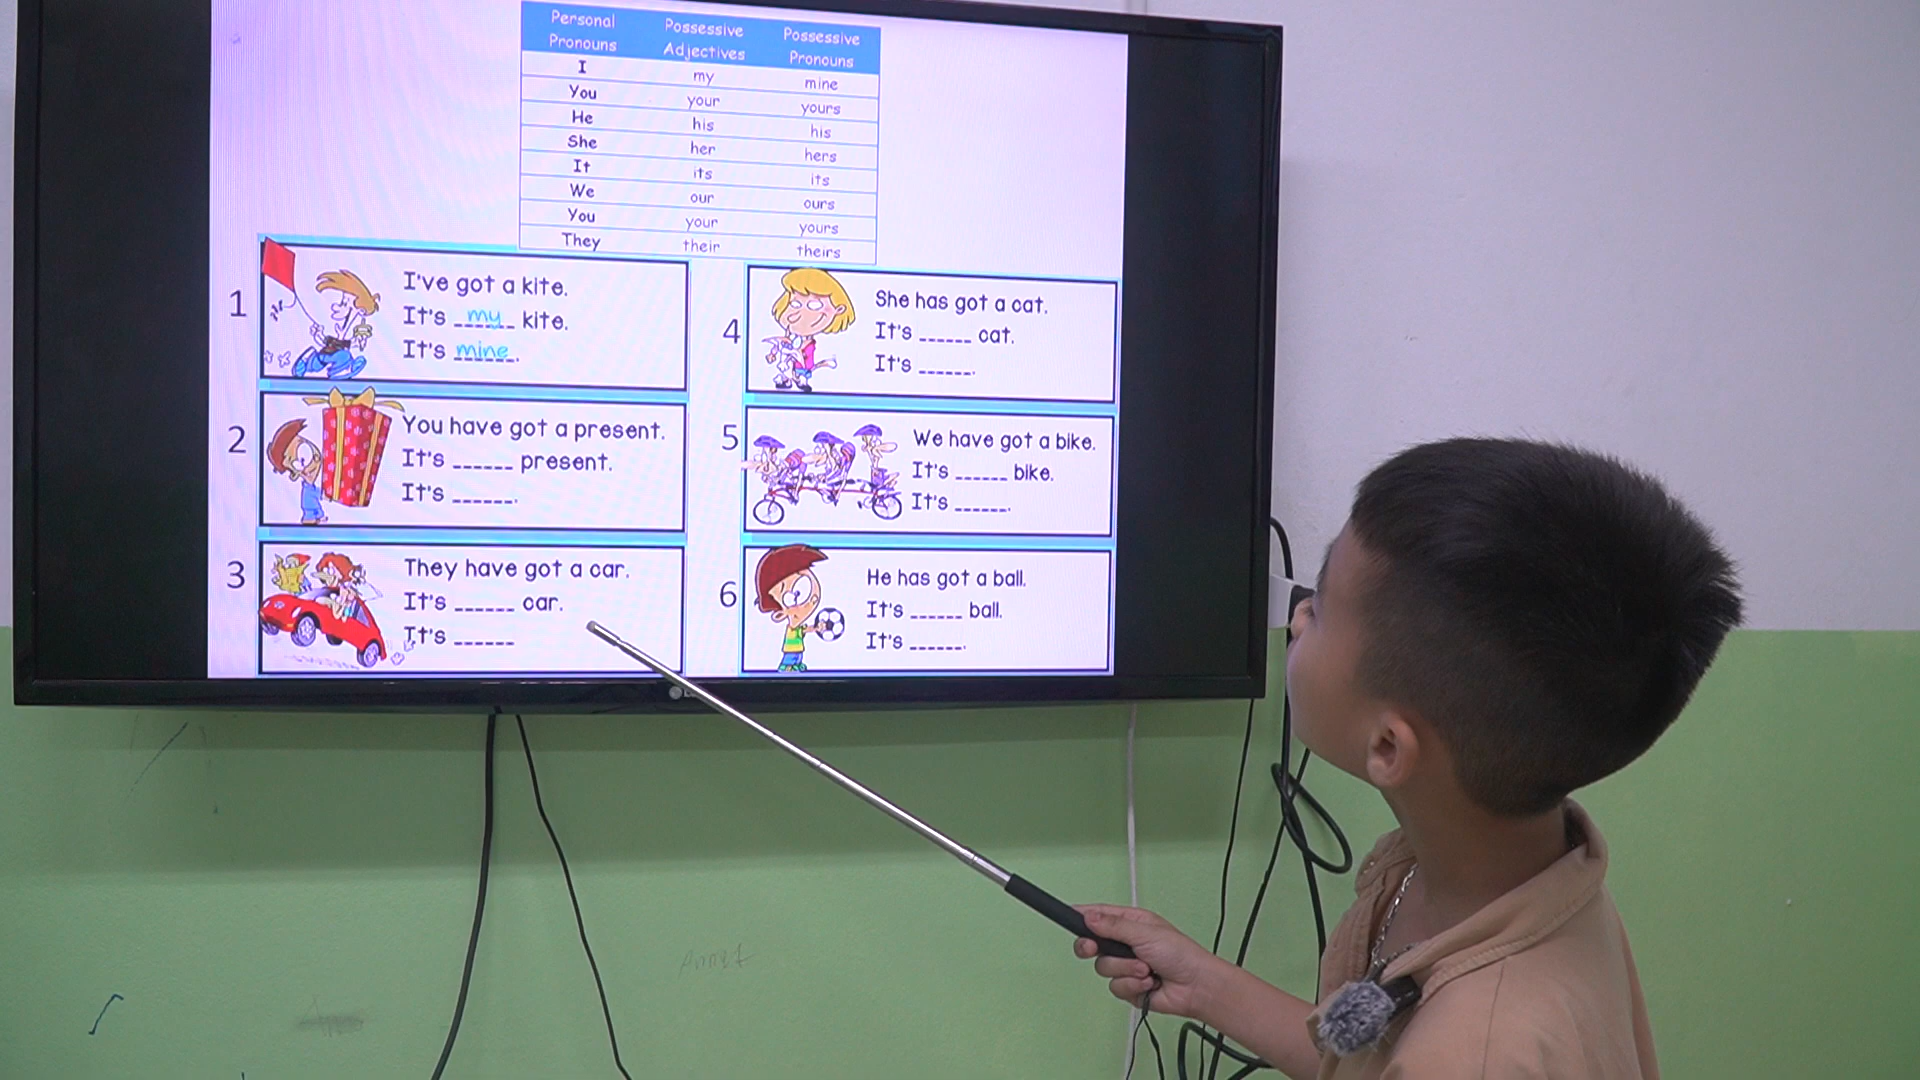 Personal Pronouns Possessive Adjectives Possessive Pronouns
I my mine
You your yours
He his his
She her hers
It its its
We our ours
You your yours
They their theirs
1
I've got a kite.
It's my kite.
It's mine.
2
You have got a present.
It's ______ present.
It's ______.
3
They have got a car.
It's ______ car.
It's ______
4
She has got a cat.
It's ______ cat.
It's ______.
5
We have got a bike.
It's ______ bike.
It's ______.
6
He has got a ball.
It's ______ ball.
It's ______.